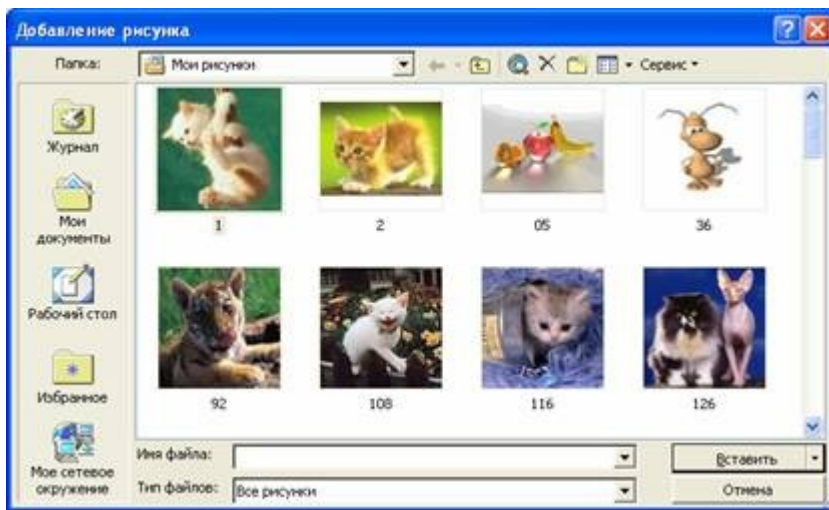 Добавление рисунка
Папка:
Мои рисунки
Сервис
Журнал
Мои
документы
Рабочий стол
Избранное
Мое сетевое
окружение
1
2
05
36
92
108
116
126
Имя файла:
Вставить
Тип файлов:
Все рисунки
Отмена